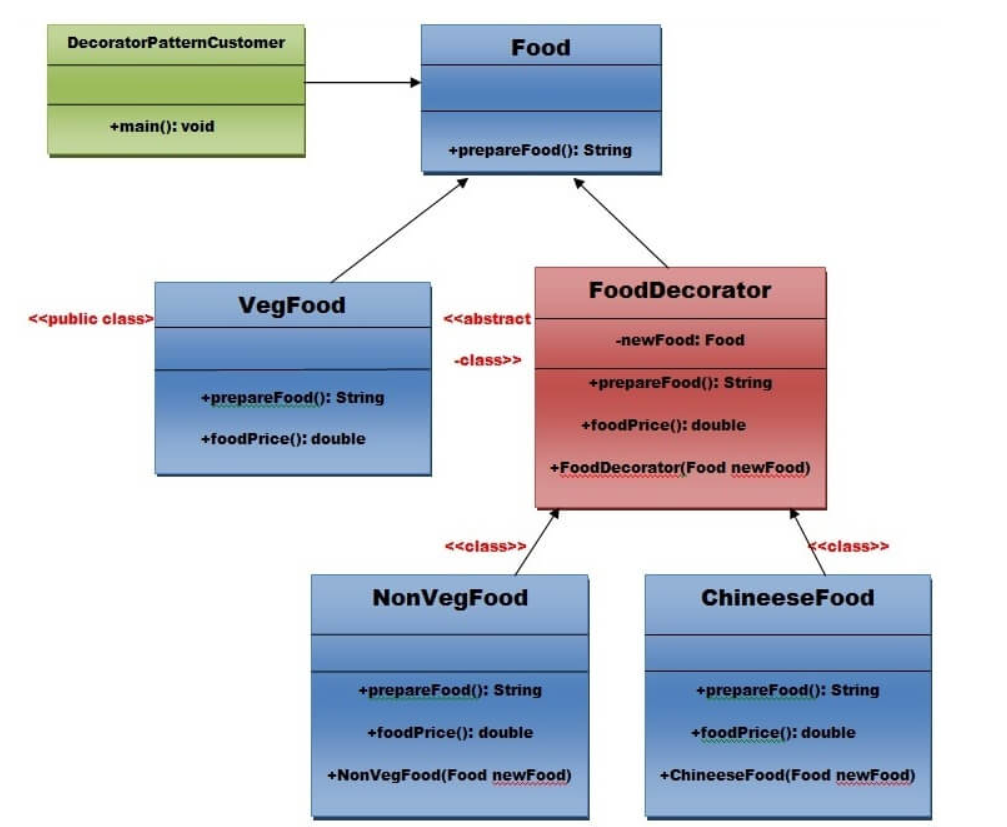 DecoratorPatternCustomer
+main(): void
Food
+prepareFood(): String
<<public class>
VegFood
+prepareFood(): String
+foodPrice(): double
<<abstract
-class>>
FoodDecorator
-newFood: Food
+prepareFood(): String
+foodPrice(): double
+FoodDecorator(Food newFood)
<<class>>
<<class>>
NonVegFood
+prepareFood(): String
+foodPrice(): double
+NonVegFood(Food newFood)
ChineeseFood
+prepareFood(): String
+foodPrice(): double
+ChineeseFood(Food newFood)